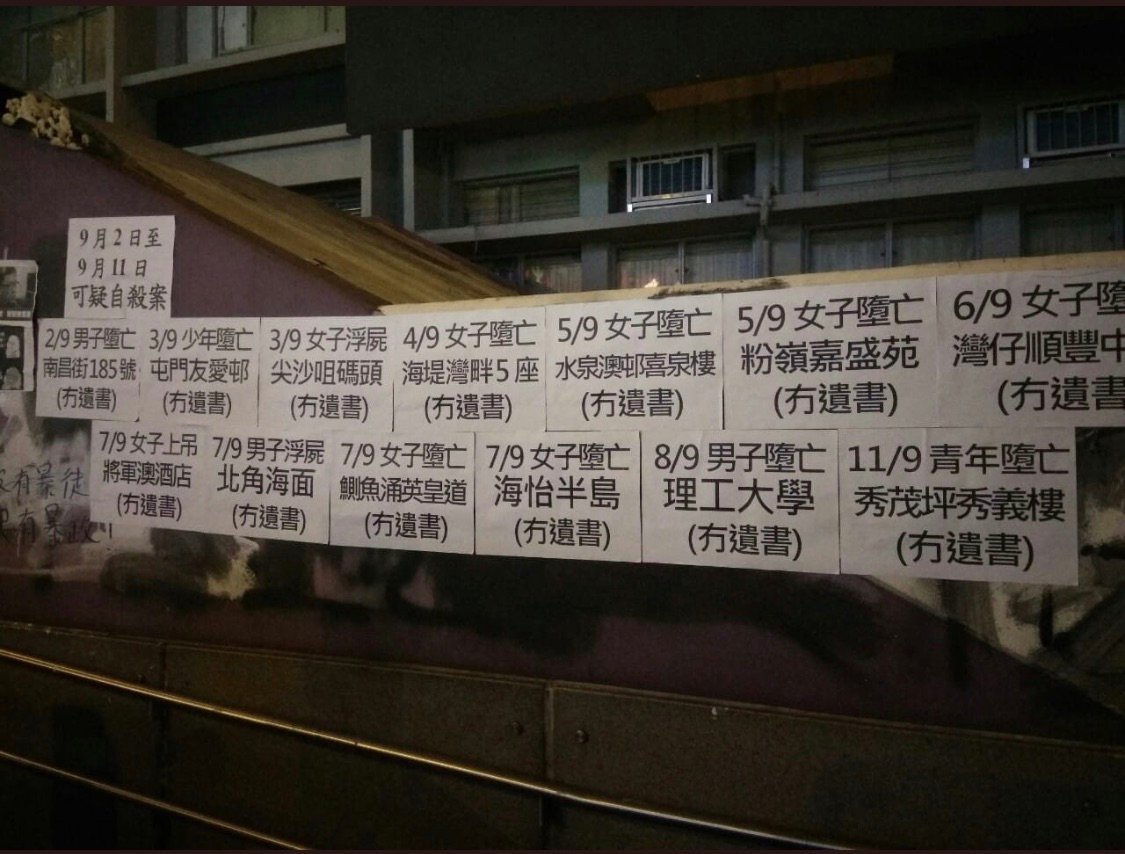 9月2日至
9月11日
可疑自殺案
2/9 男子墮亡
南昌街185號
(冇遺書)
3/9 少年墮亡
屯門友愛邨
(冇遺書)
3/9 女子浮屍
尖沙咀碼頭
(冇遺書)
4/9 女子墮亡
海堤灣畔5座
(冇遺書)
5/9 女子墮亡
水泉澳邨喜泉樓
(冇遺書)
5/9 女子墮亡
粉嶺嘉盛苑
(冇遺書)
6/9 女子墮
灣仔順豐中
(冇遺書
7/9 女子上吊
將軍澳酒店
(冇遺書)
7/9 男子浮屍
北角海面
(冇遺書)
7/9 女子墮亡
鰂魚涌英皇道
(冇遺書)
7/9 女子墮亡
海怡半島
(冇遺書)
8/9 男子墮亡
理工大學
(冇遺書)
11/9 青年墮亡
秀茂坪秀義樓
(冇遺書)
有暴徒
有暴政!